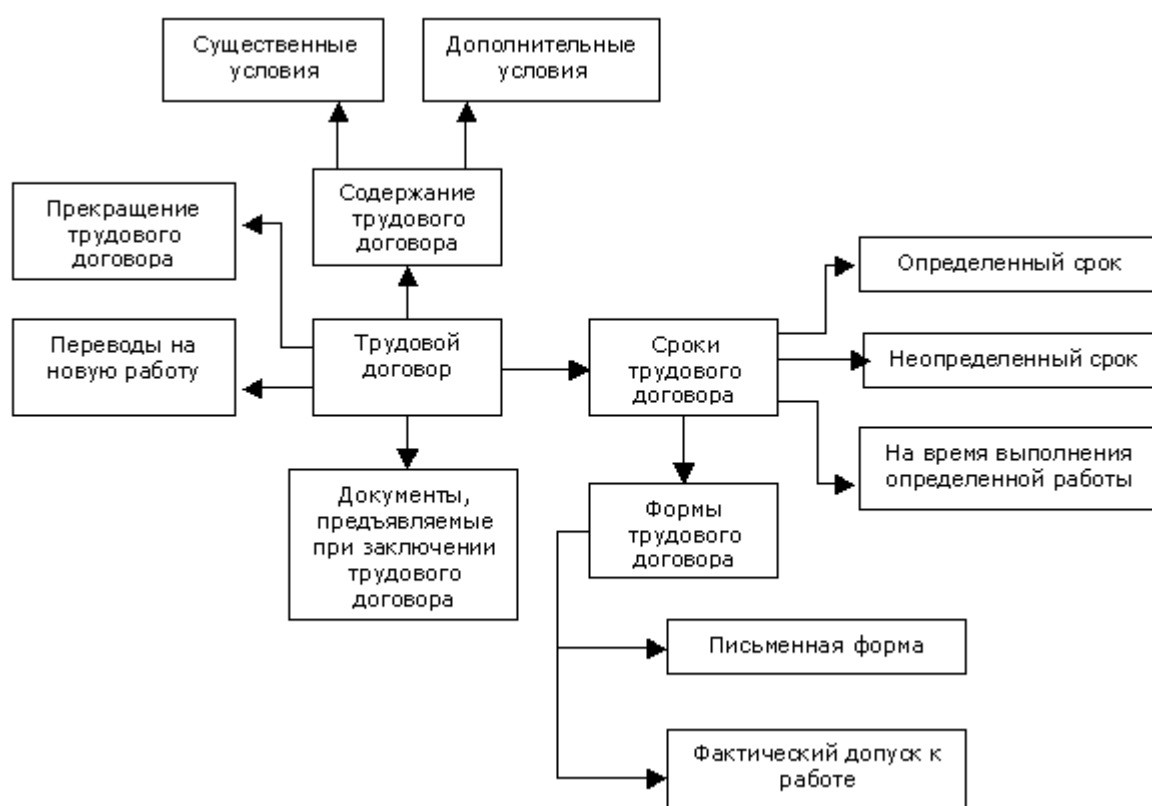 Существенные
условия
Дополнительные
условия
Содержание
трудового
договора
Прекращение
трудового
договора
Определенный срок
Переводы на
новую работу
Трудовой
договор
Сроки
трудового
договора
Неопределенный срок
На время выполнения
определенной работы
Документы,
предъявляемые
при заключении
трудового
договора
Формы
трудового
договора
Письменная форма
Фактический допуск к
работе